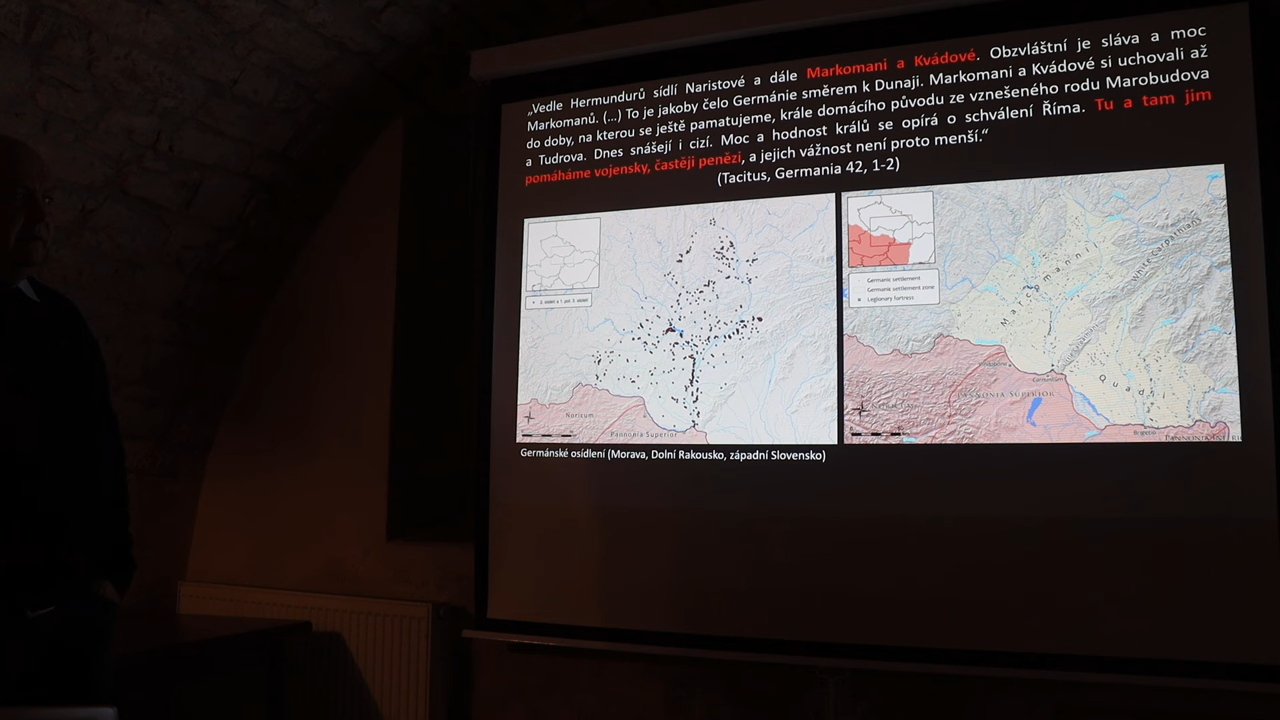 „Vedle Hermundurů sídlí Naristové a dále Markomani a Kvádové. Obzvláštní je sláva a moc
Markomanů. (...) To je jakoby čelo Germánie směrem k Dunaji. Markomani a Kvádové si uchovali až
do doby, na kterou se ještě pamatujeme, krále domácího původu ze vznešeného rodu Marobudova
a Tudrova. Dnes snášejí i cizí. Moc a hodnost králů se opírá o schválení Říma. Tu a tam jim
pomáháme vojensky, častěji penězi, a jejich vážnost není proto menší.“
(Tacitus, Germania 42, 1-2)
Noricum
Pannonia Superior
Germanic settlement
Germanic settlement zone
Legionary fortress
Marcomanni
White Carpathians
Carnuntum
PANNONIA SUPERIOR
Quadi
Brigetio
Germánské osídlení (Morava, Dolní Rakousko, západní Slovensko)